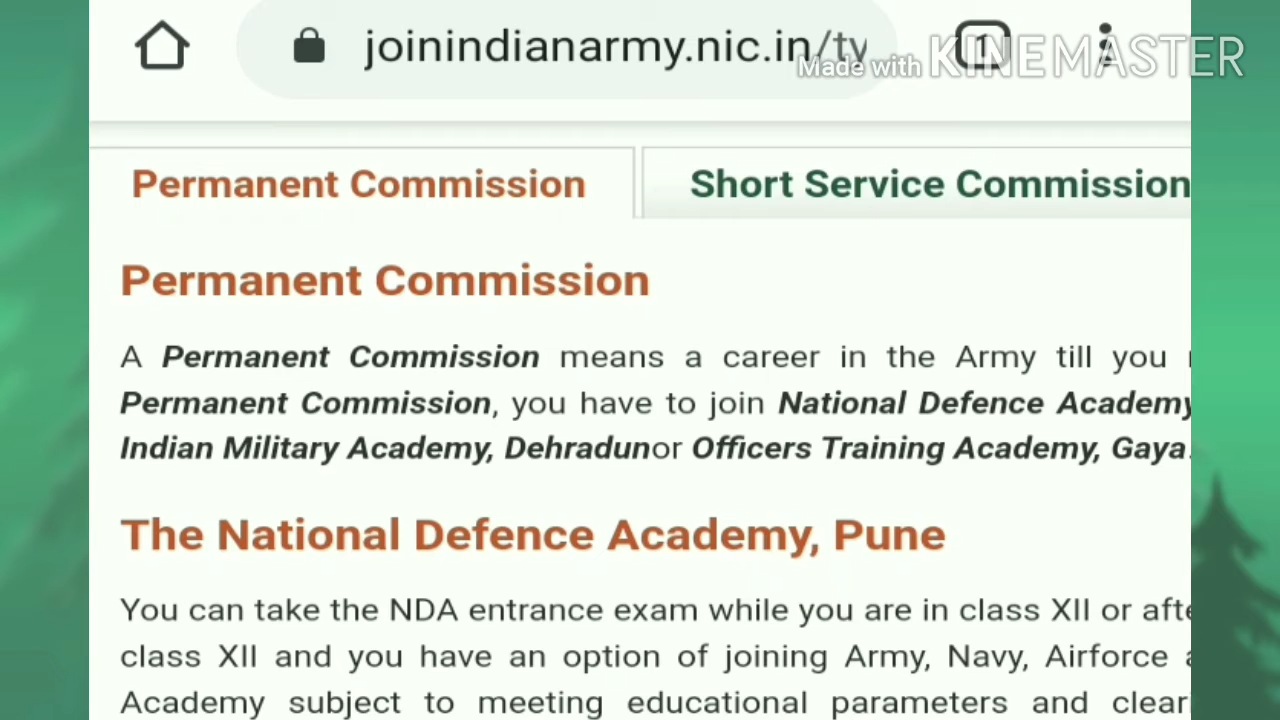 joinindianarmy.nic.in/ty
1
Made with KINEMASTER
Permanent Commission
Short Service Commission
Permanent Commission
A Permanent Commission means a career in the Army till you
Permanent Commission, you have to join National Defence Academy
Indian Military Academy, Dehradunor Officers Training Academy, Gaya.
The National Defence Academy, Pune
You can take the NDA entrance exam while you are in class XII or
class XII and you have an option of joining Army, Navy, Airforce
Academy subject to meeting educational parameters and